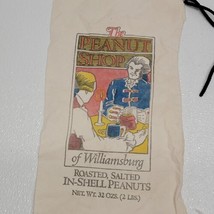 The
PEANUT
SHOP
of Williamsburg
ROASTED, SALTED
IN-SHELL PEANUTS
NET. WT. 32 OZS. (2 LBS.)